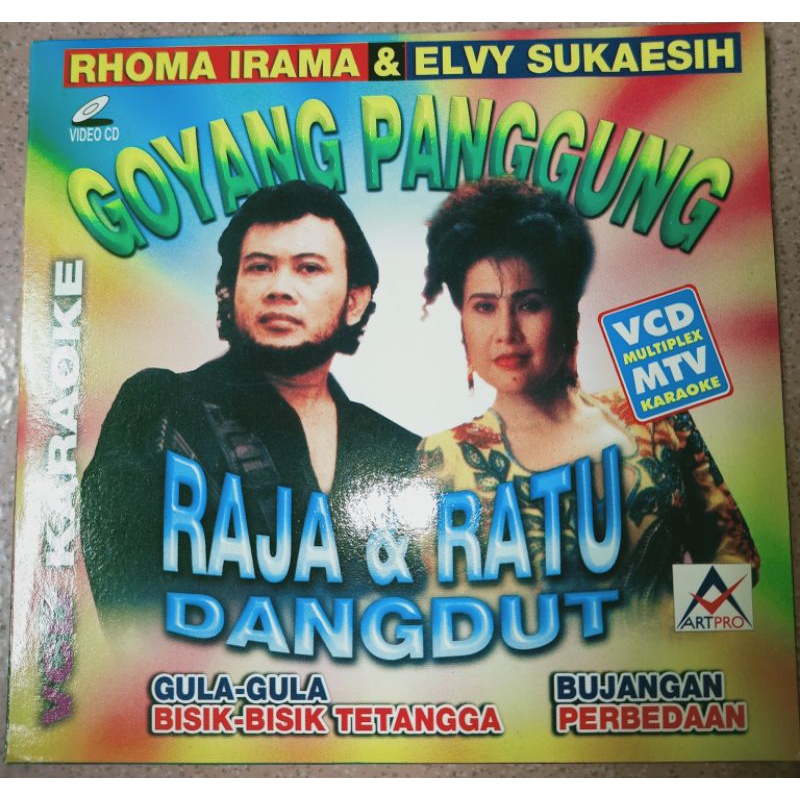 RHOMA IRAMA & ELVY SUKAESIH
VIDEO CD
GOYANG PANGGUNG
VCD KARAOKE
VCD
MULTIPLEX
MTV
KARAOKE
RAJA & RATU
DANGDUT
ARTPRO
GULA-GULA
BISIK-BISIK TETANGGA
BUJANGAN
PERBEDAAN